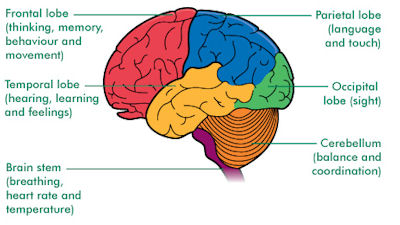 Frontal lobe
(thinking, memory,
behaviour and
movement)
Parietal lobe
(language
and touch)
Temporal lobe
(hearing, learning
and feelings)
Occipital
lobe (sight)
Cerebellum
(balance and
coordination)
Brain stem
(breathing,
heart rate and
temperature)